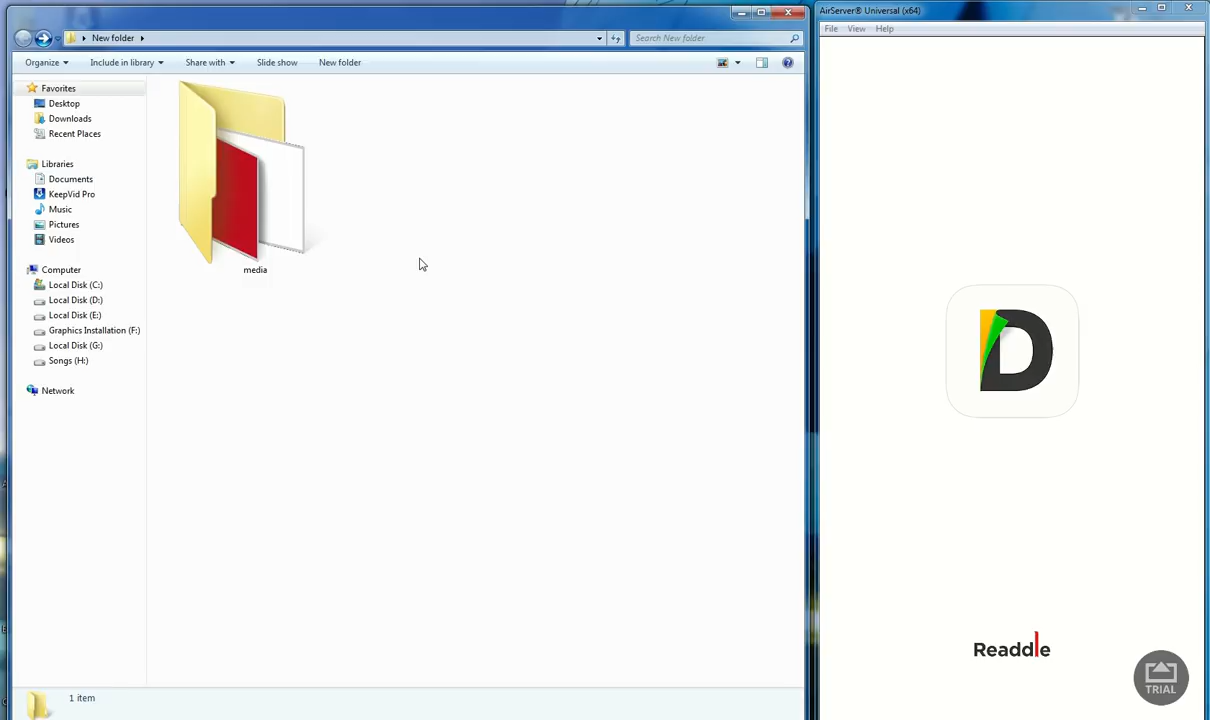 AirServer® Universal (x64)
File View Help
New folder
Search New folder
Organize
Include in library
Share with
Slide show
New folder
Favorites
Desktop
Downloads
Recent Places
Libraries
Documents
KeepVid Pro
Music
Pictures
Videos
Computer
Local Disk (C:)
Local Disk (D:)
Local Disk (E:)
Graphics Installation (F:)
Local Disk (G:)
Songs (H:)
Network
media
1 item
D
Readdle
TRIAL